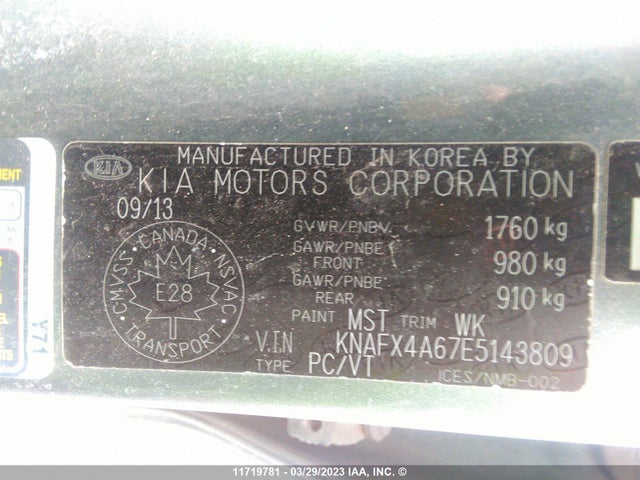 MANUFACTURED IN KOREA BY
KIA
KIA MOTORS CORPORATION
09/13
GVWR/PNBV 1760 kg
GAWR/PNBE
FRONT 980 kg
GAWR/PNBE
REAR 910 kg
PAINT MST TRIM WK
V.I.N KNAFX4A67E5143809
TYPE PC/VT
ICES/NMB-002
CANADA
CMVSS NSVAC
E28
TRANSPORT
Y71
MENT
11719781 - 03/29/2023 IAA, INC. ©